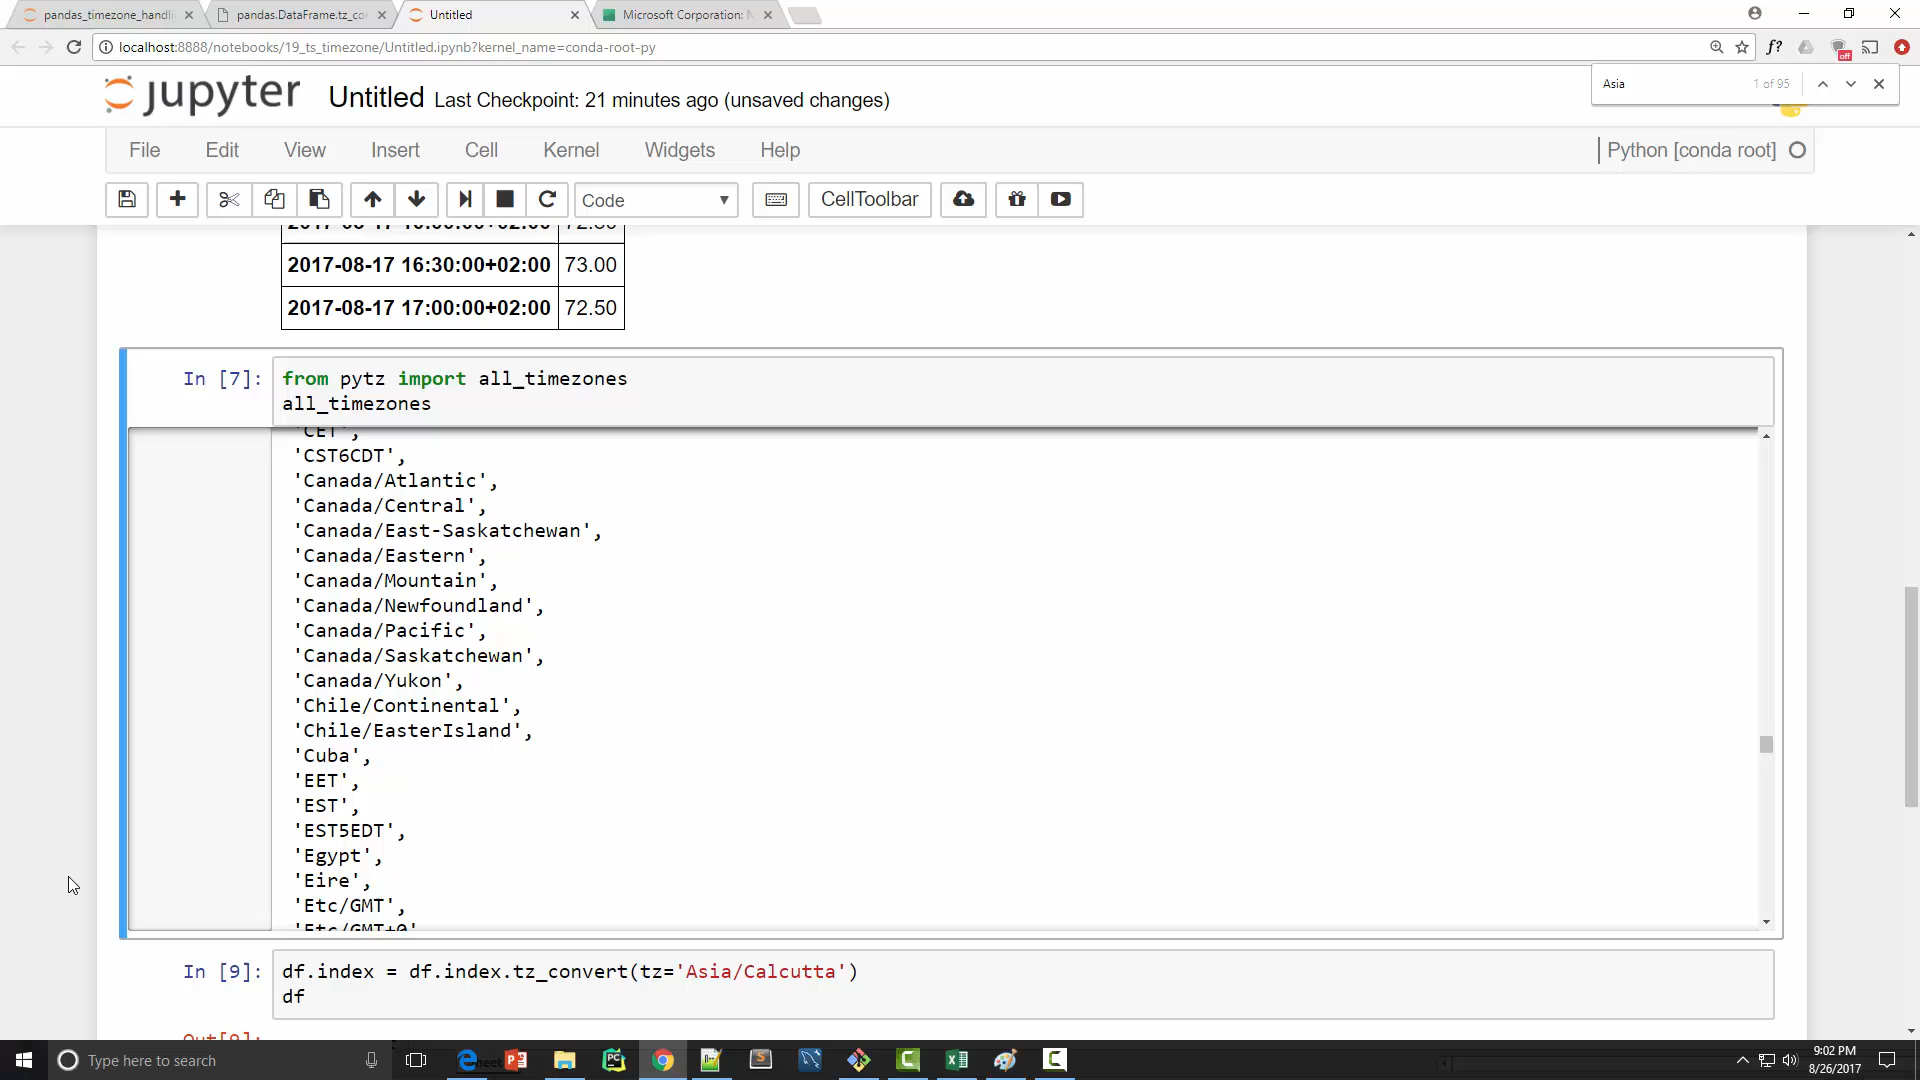 pandas_timezone_handli
pandas.DataFrame.tz_co
Untitled
Microsoft Corporation:
localhost:8888/notebooks/19_ts_timezone/Untitled.ipynb?kernel_name=conda-root-py
f?
off
Asia
1 of 95
jupyter
Untitled Last Checkpoint: 21 minutes ago (unsaved changes)
File Edit View Insert Cell Kernel Widgets Help
Python [conda root]
Code
CellToolbar
2017-08-17 16:30:00+02:00 73.00
2017-08-17 17:00:00+02:00 72.50
In [7]:
from pytz import all_timezones
all_timezones
'CET',
'CST6CDT',
'Canada/Atlantic',
'Canada/Central',
'Canada/East-Saskatchewan',
'Canada/Eastern',
'Canada/Mountain',
'Canada/Newfoundland',
'Canada/Pacific',
'Canada/Saskatchewan',
'Canada/Yukon',
'Chile/Continental',
'Chile/EasterIsland',
'Cuba',
'EET',
'EST',
'EST5EDT',
'Egypt',
'Eire',
'Etc/GMT',
'Etc/GMT+0'
In [9]:
df.index = df.index.tz_convert(tz='Asia/Calcutta')
df
Type here to search
9:02 PM
8/26/2017